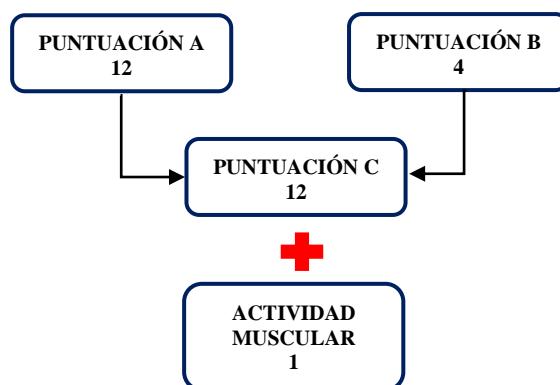 PUNTUACIÓN A
12
PUNTUACIÓN B
4
PUNTUACIÓN C
12
ACTIVIDAD
MUSCULAR
1